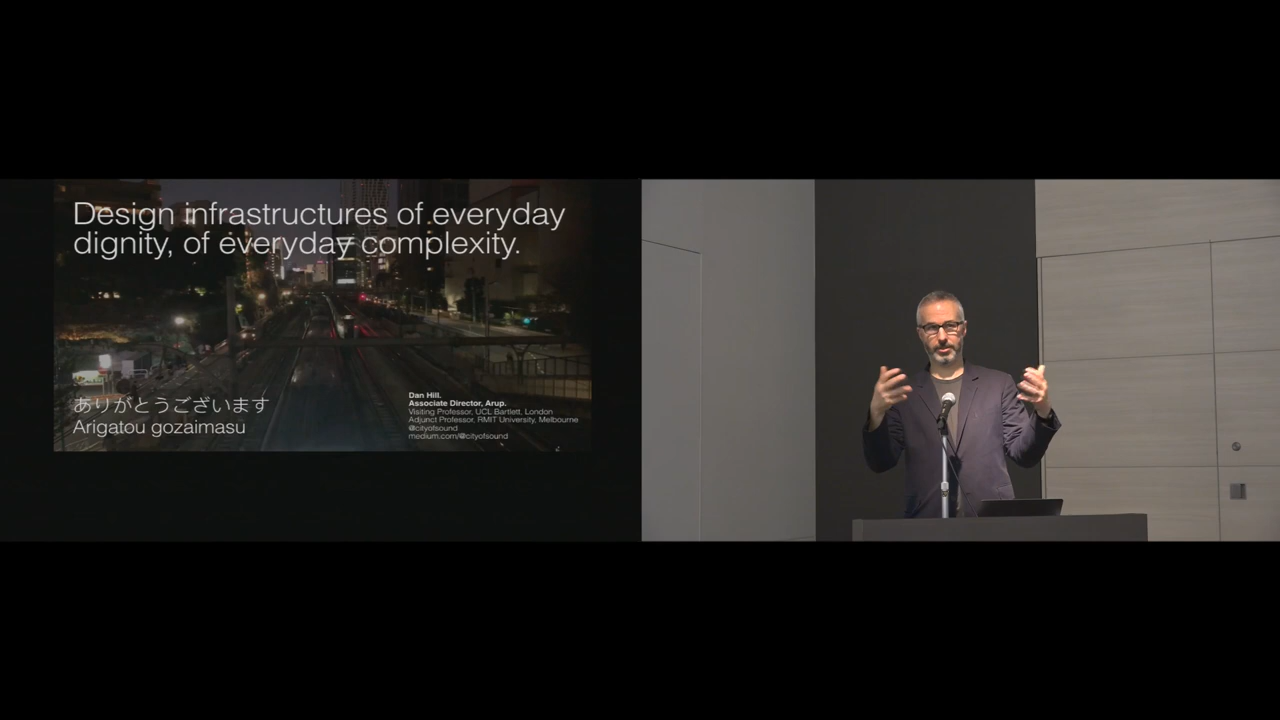 Design infrastructures of everyday
dignity, of everyday complexity.
ありがとうございます
Arigatou gozaimasu
Dan Hill.
Associate Director, Arup.
Visiting Professor, UCL Bartlett, London
Adjunct Professor, RMIT University, Melbourne
@cityofsound
medium.com/@cityofsound